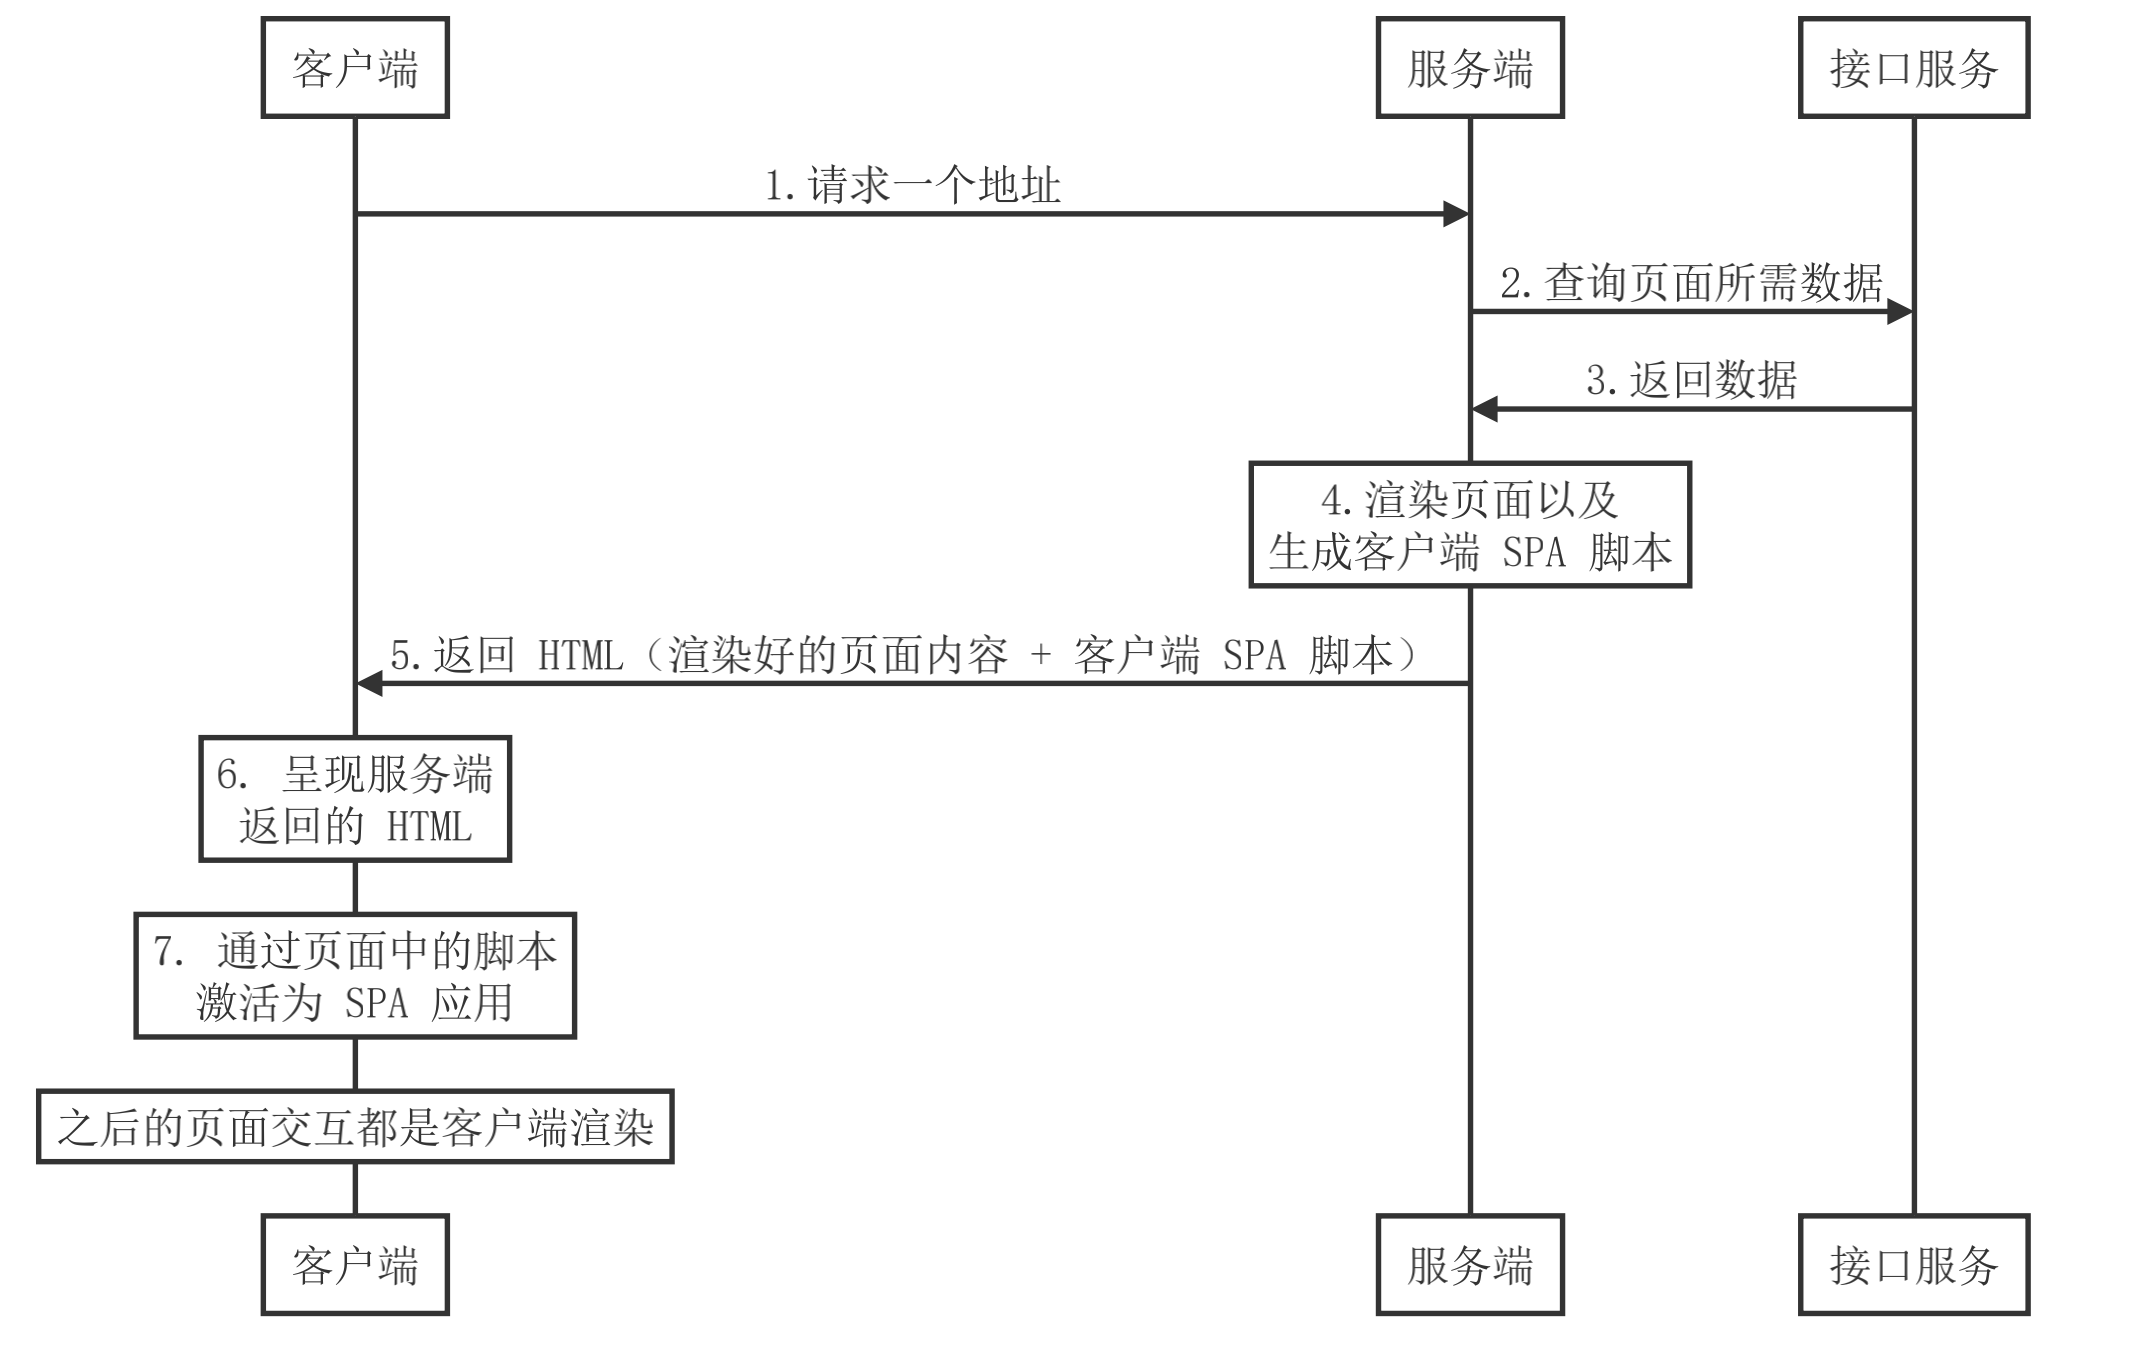 客户端
服务端
接口服务
1.请求一个地址
2.查询页面所需数据
3.返回数据
4.渲染页面以及
生成客户端 SPA 脚本
5.返回 HTML（渲染好的页面内容 + 客户端 SPA 脚本）
6. 呈现服务端
返回的 HTML
7. 通过页面中的脚本
激活为 SPA 应用
之后的页面交互都是客户端渲染
客户端
服务端
接口服务